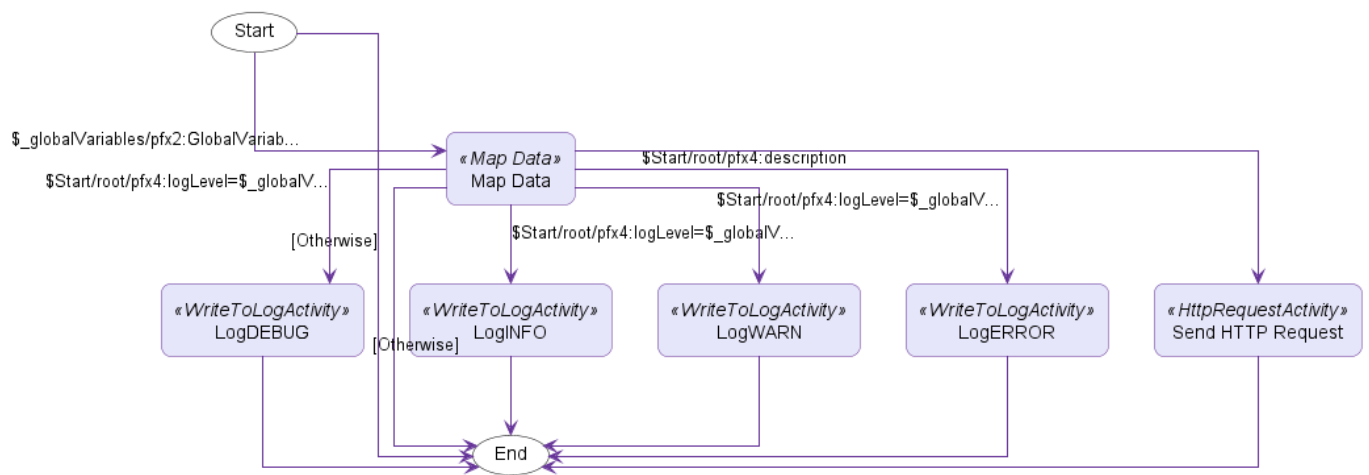 Start
$_globalVariables/pfx2:GlobalVariab...
$Start/root/pfx4:description
«Map Data»
Map Data
$Start/root/pfx4:logLevel=$_globalV...
$Start/root/pfx4:logLevel=$_globalV...
[Otherwise]
$Start/root/pfx4:logLevel=$_globalV...
«WriteToLogActivity»
LogDEBUG
«WriteToLogActivity»
LogINFO
«WriteToLogActivity»
LogWARN
«WriteToLogActivity»
LogERROR
«HttpRequestActivity»
Send HTTP Request
[Otherwise]
End